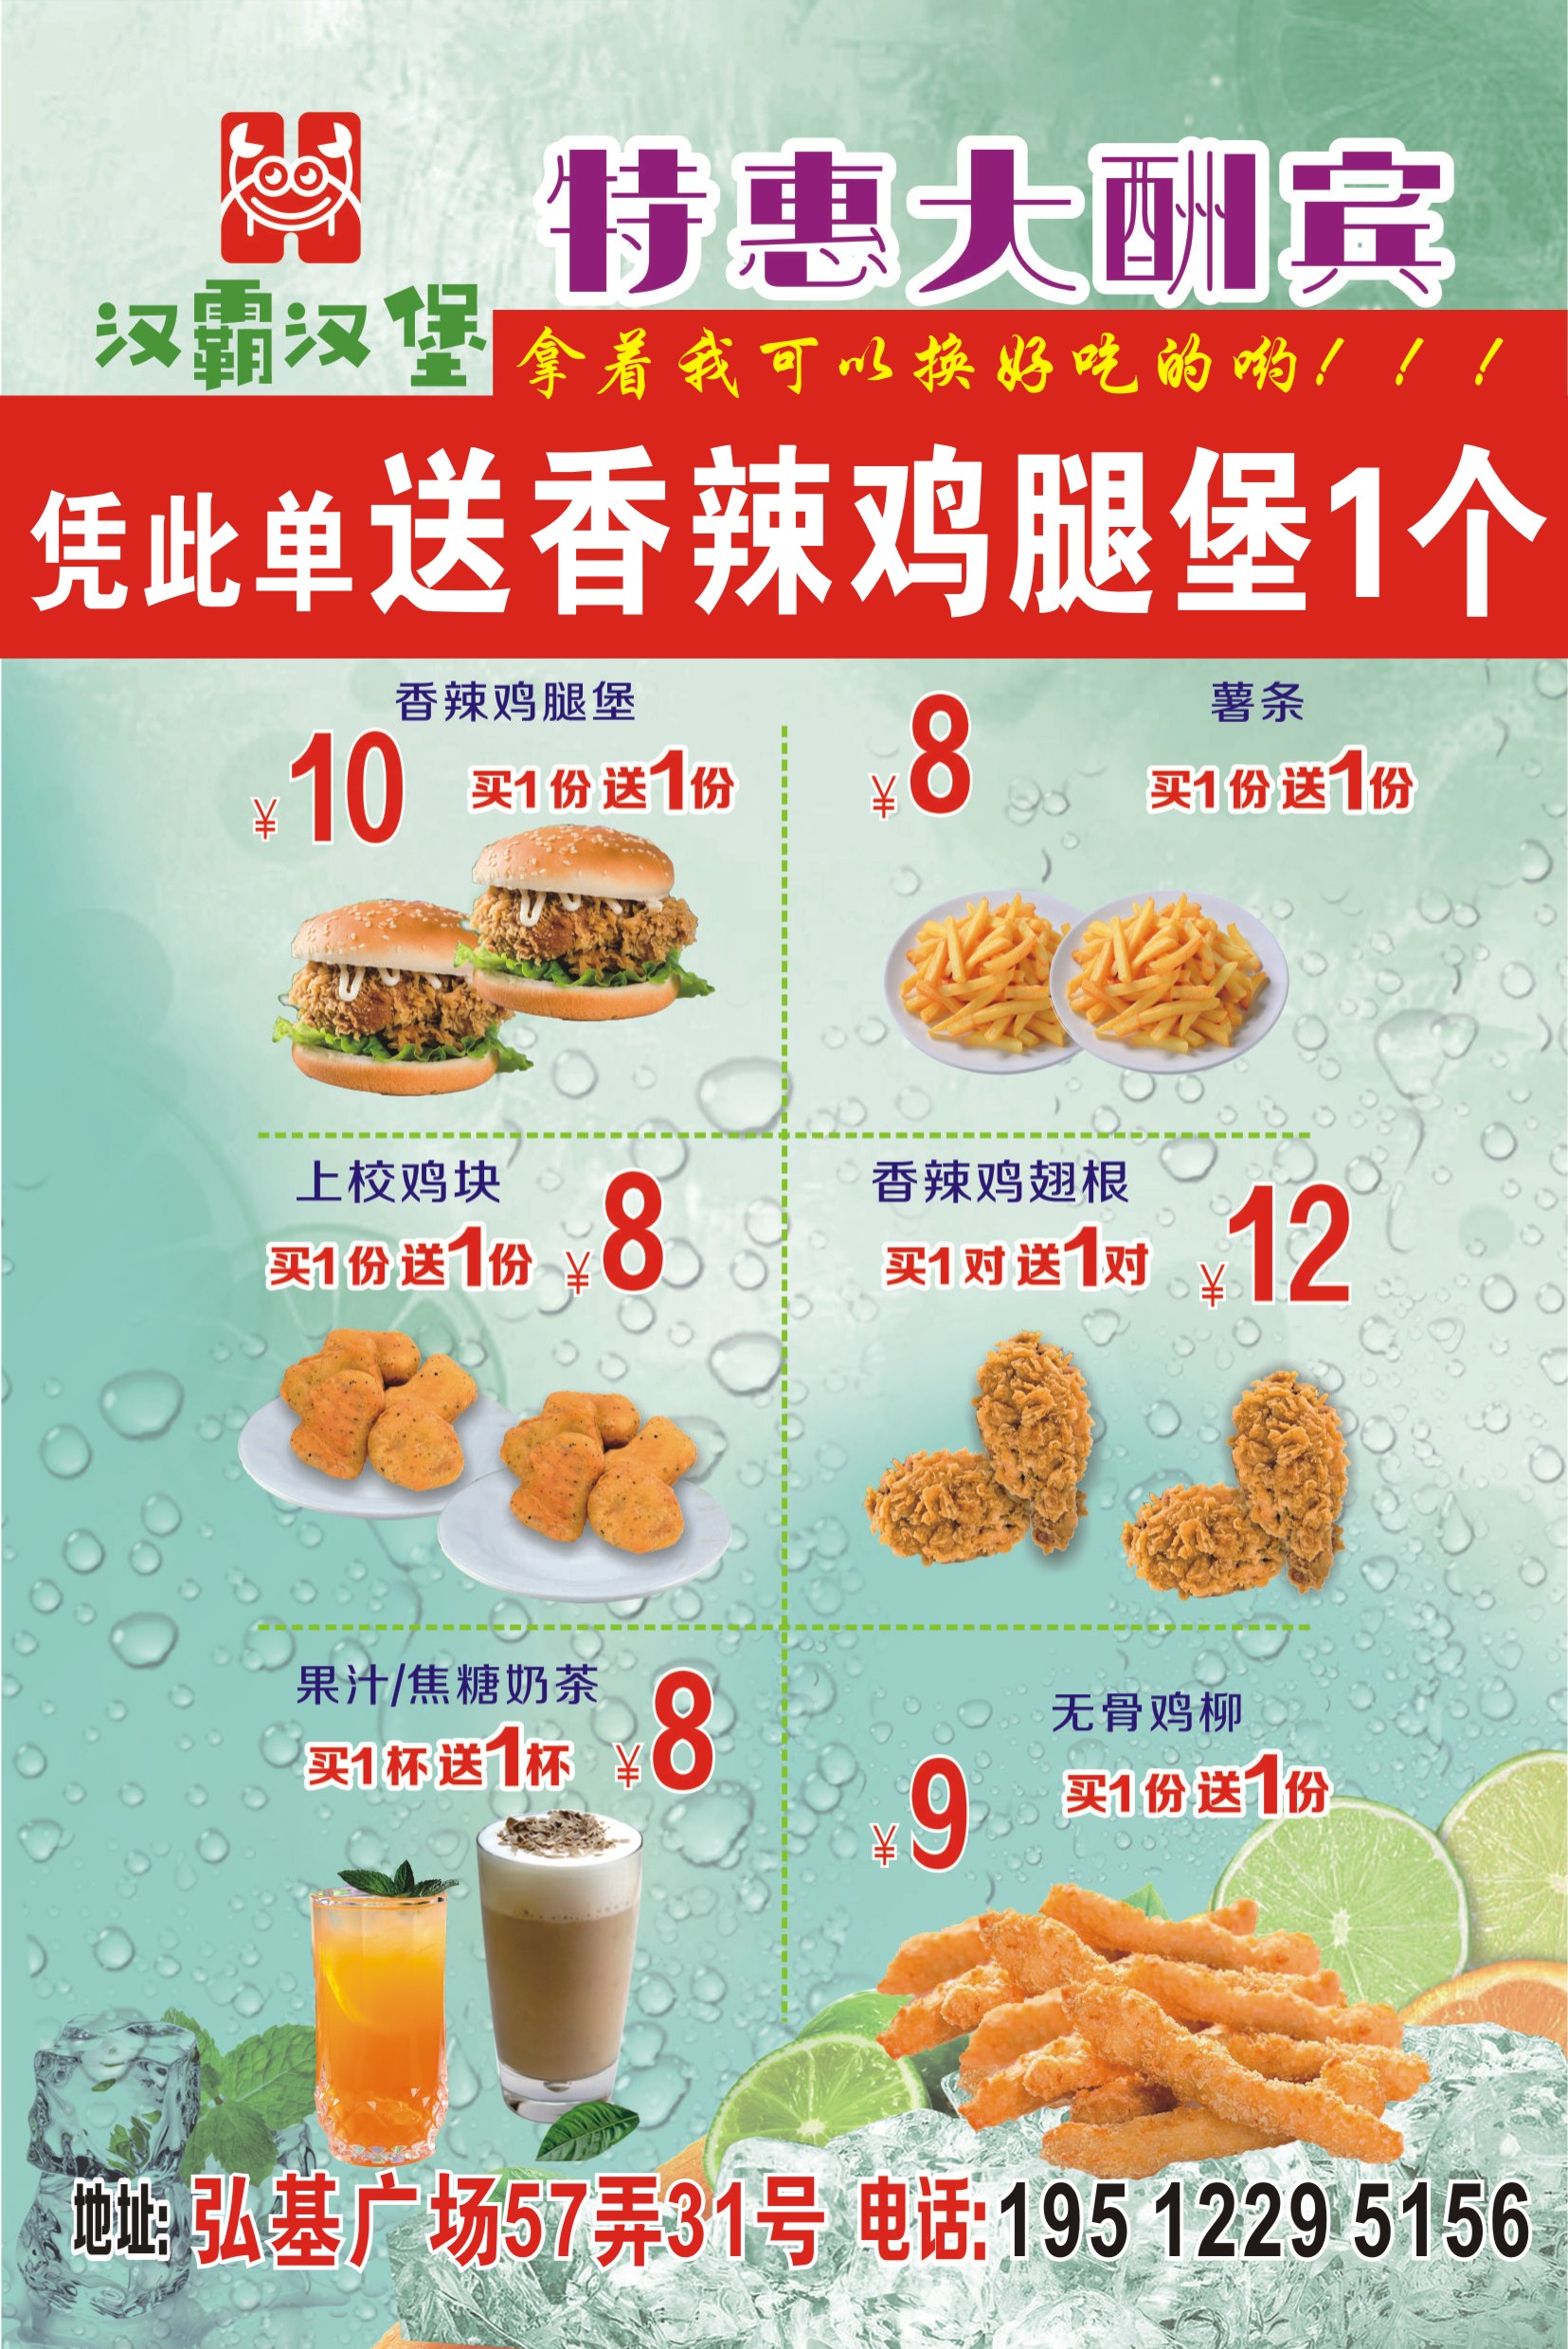 特惠大酬宾
汉霸汉堡
拿着我可以换好吃的哟！！！
凭此单送香辣鸡腿堡1个
香辣鸡腿堡
¥10 买1份送1份
薯条
¥8 买1份送1份
上校鸡块
买1份送1份 ¥8
香辣鸡翅根
买1对送1对 ¥12
果汁/焦糖奶茶
买1杯送1杯 ¥8
无骨鸡柳
买1份送1份
¥9
地址:弘基广场57弄31号 电话:195 1229 5156